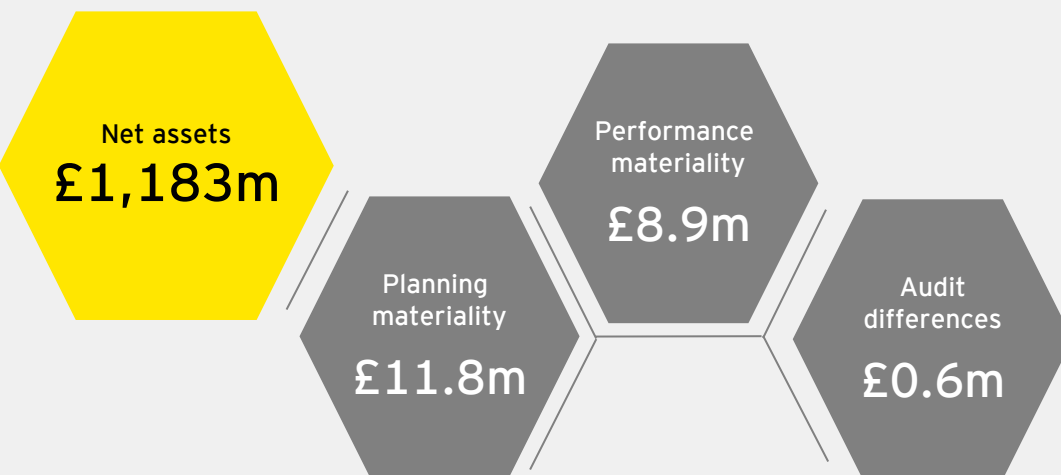 Net assets
£1,183m
Planning
materiality
£11.8m
Performance
materiality
£8.9m
Audit
differences
£0.6m